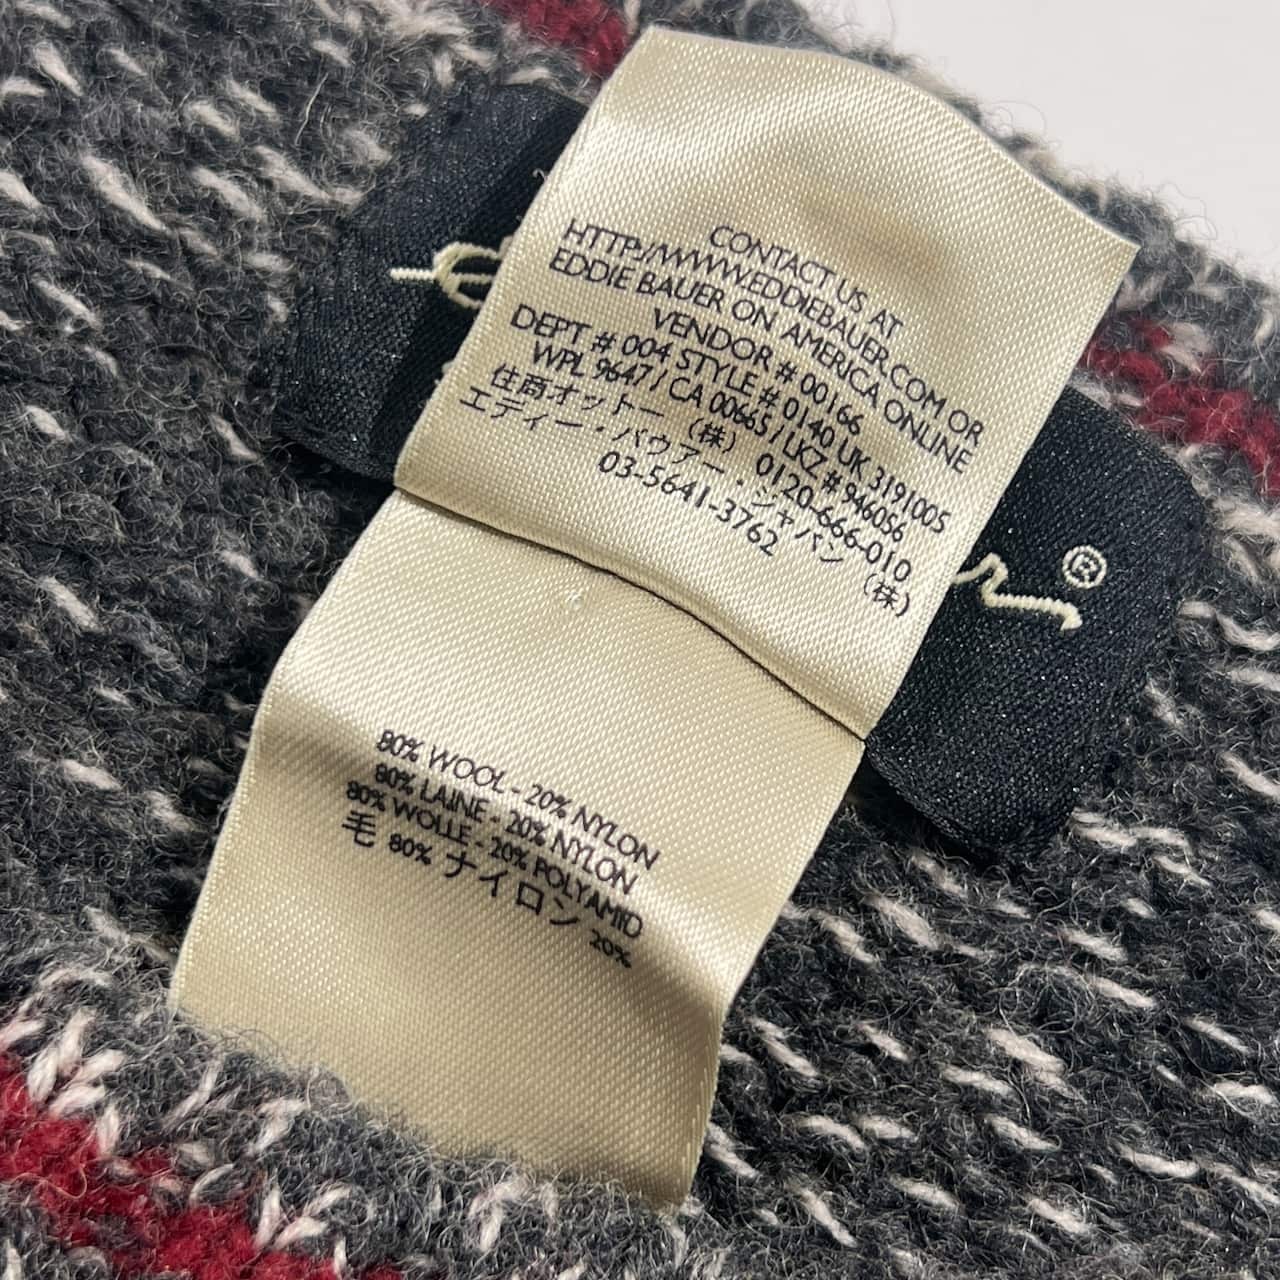 CONTACT US AT
HTTP://WWW.EDDIEBAUER.COM OR
EDDIE BAUER ON AMERICA ONLINE
VENDOR # 00166
DEPT # 004 STYLE # 0140 UK 3191005
WPL 9647 / CA 00665 / LKZ # 946056
住商オットー (株) 0120-666-010
エディー・バウアー・ジャパン (株)
03-5641-3762
®
80% WOOL - 20% NYLON
80% LAINE - 20% NYLON
80% WOLLE - 20% POLYAMID
毛 80% ナイロン 20%